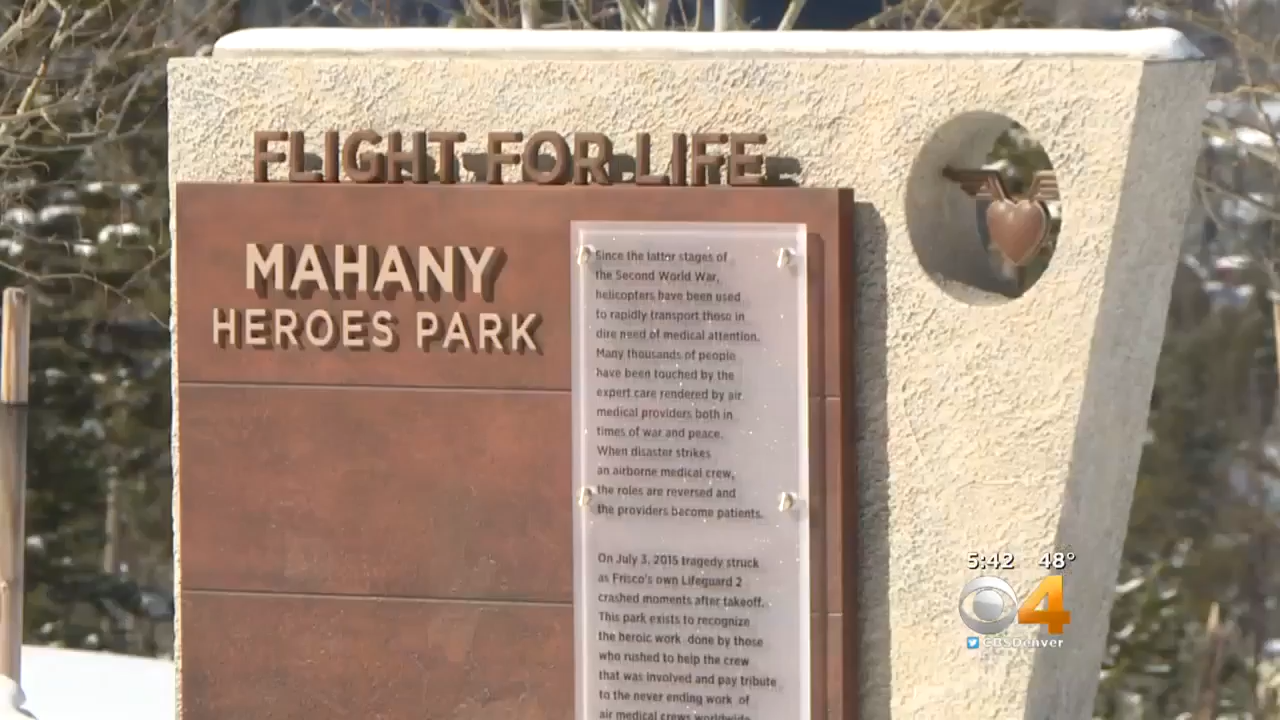 FLIGHT FOR LIFE
MAHANY
HEROES PARK
Since the latter stages of
the Second World War,
helicopters have been used
to rapidly transport those in
dire need of medical attention.
Many thousands of people
have been touched by the
expert care rendered by air
medical providers both in
times of war and peace.
When disaster strikes
an airborne medical crew,
the roles are reversed and
the providers become patients.
On July 3, 2015 tragedy struck
as Frisco's own Lifeguard 2
crashed moments after takeoff.
This park exists to recognize
the heroic work done by those
who rushed to help the crew
that was involved and pay tribute
to the never ending work of
air medical crews worldwide
5:42 48°
4
CBSDenver